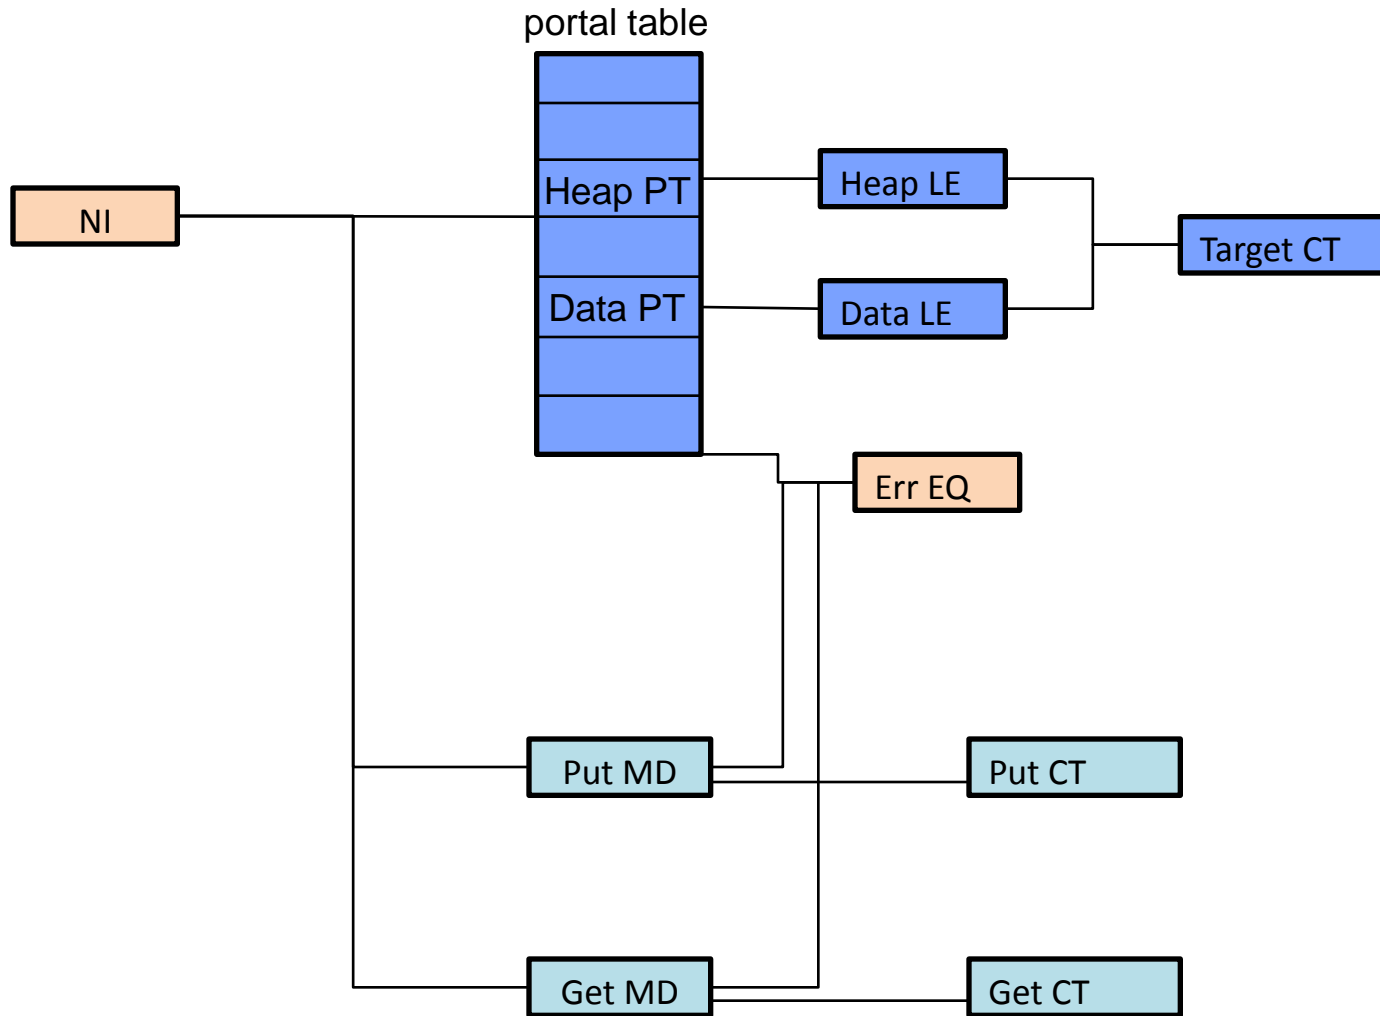 portal table
Heap PT
Heap LE
NI
Target CT
Data PT
Data LE
Err EQ
Put MD
Put CT
Get MD
Get CT